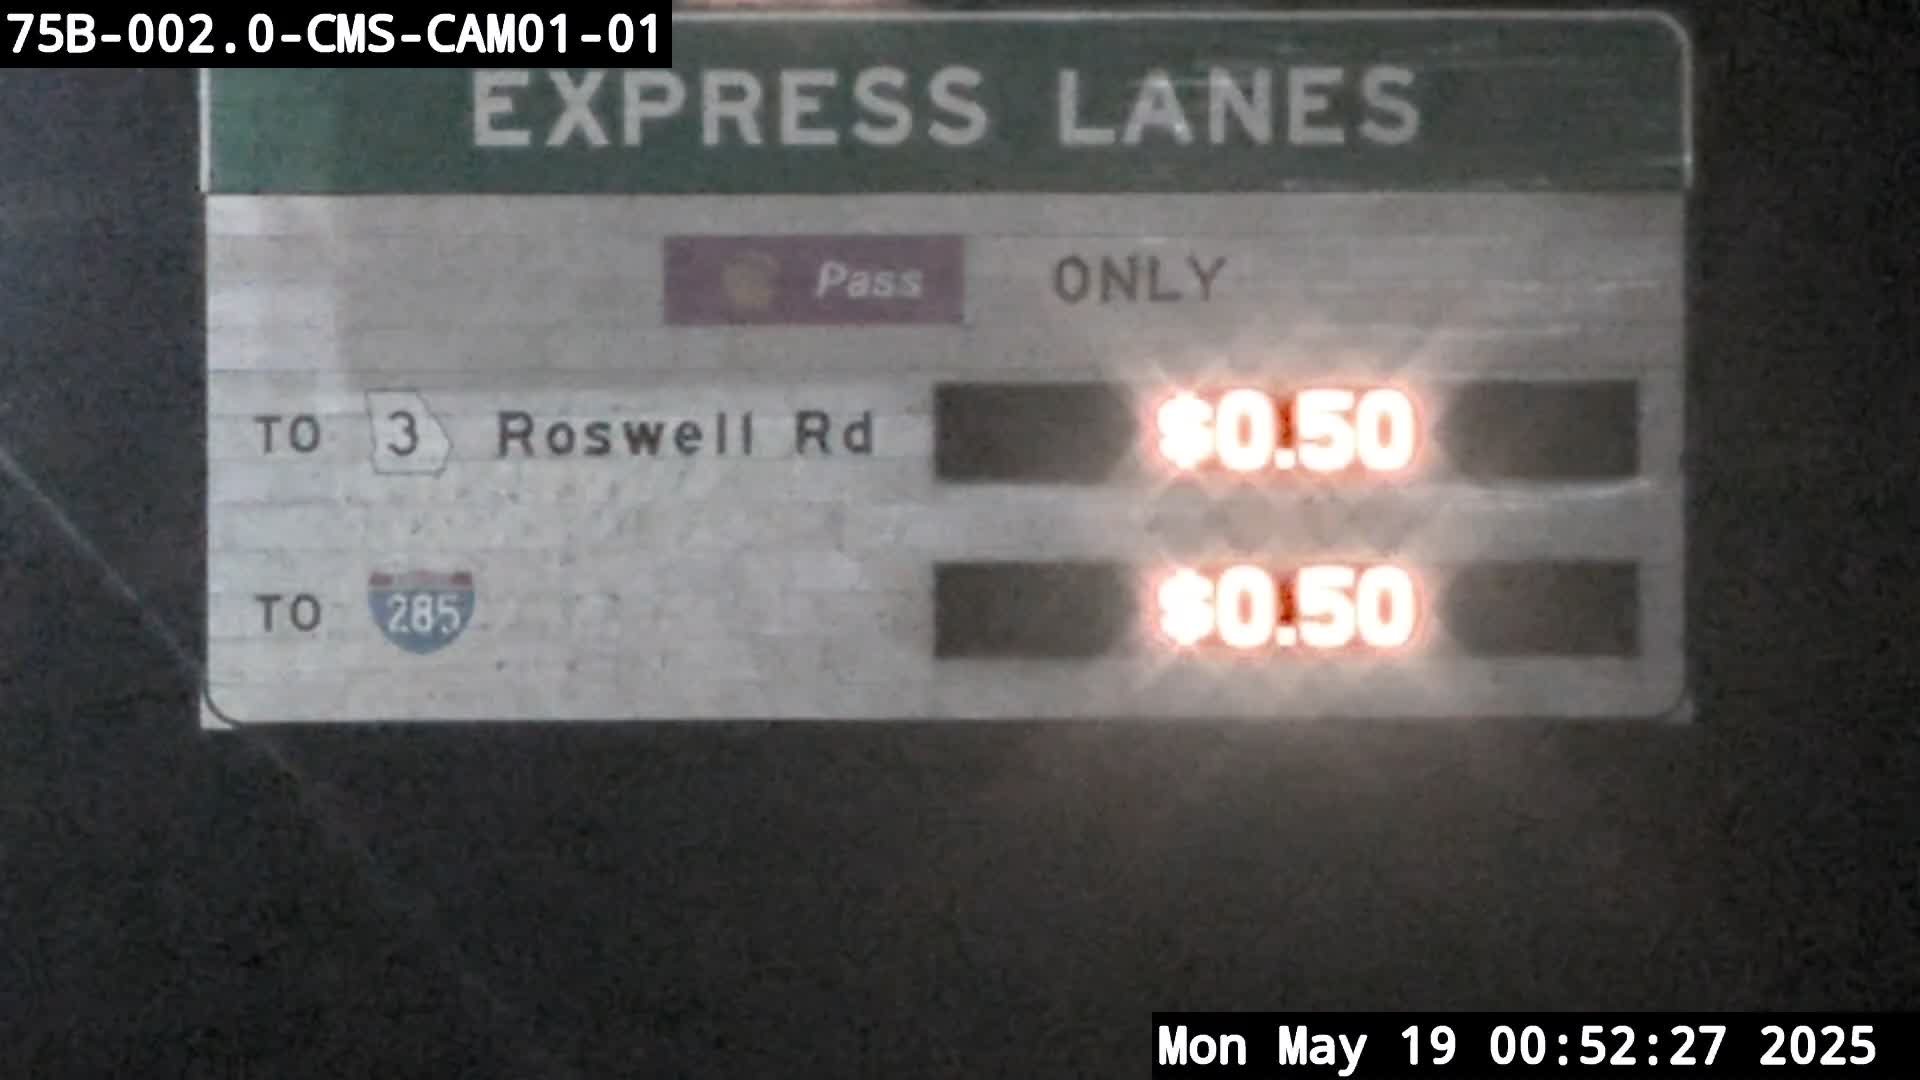 75B-002.0-CMS-CAM01-01
EXPRESS LANES
Pass ONLY
TO 3 Roswell Rd $0.50
TO 285 $0.50
Mon May 19 00:52:27 2025